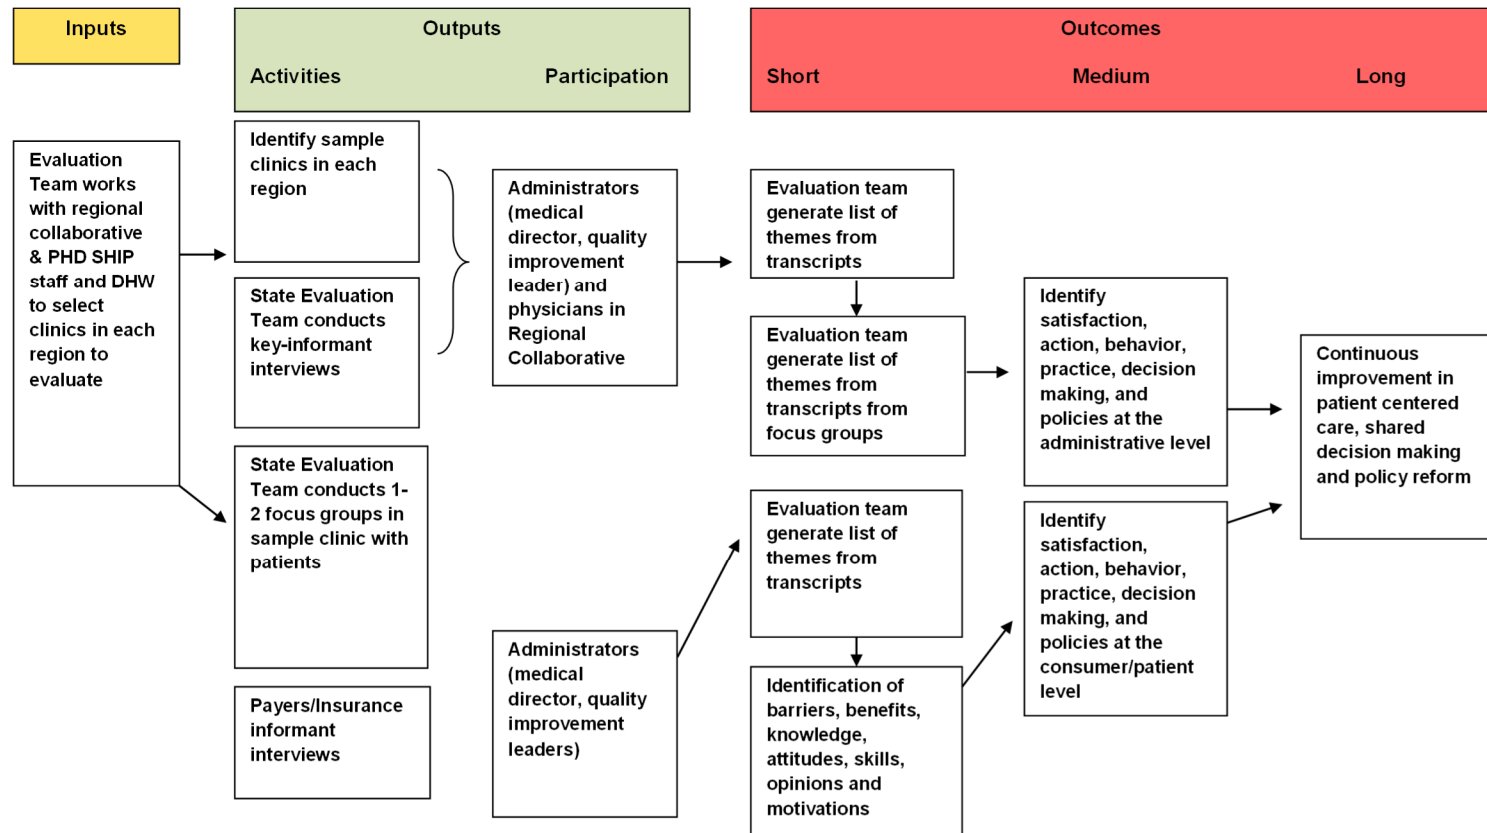 Inputs
Outputs
Activities
Participation
Outcomes
Short
Medium
Long
Evaluation
Team works
with regional
collaborative
& PHD SHIP
staff and DHW
to select
clinics in each
region to
evaluate
Identify sample
clinics in each
region
State Evaluation
Team conducts
key-informant
interviews
State Evaluation
Team conducts 1-
2 focus groups in
sample clinic with
patients
Payers/Insurance
informant
interviews
Administrators
(medical
director, quality
improvement
leader) and
physicians in
Regional
Collaborative
Administrators
(medical
director, quality
improvement
leaders)
Evaluation team
generate list of
themes from
transcripts
Evaluation team
generate list of
themes from
transcripts from
focus groups
Evaluation team
generate list of
themes from
transcripts
Identification of
barriers, benefits,
knowledge,
attitudes, skills,
opinions and
motivations
Identify
satisfaction,
action, behavior,
practice, decision
making, and
policies at the
administrative level
Identify
satisfaction,
action, behavior,
practice, decision
making, and
policies at the
consumer/patient
level
Continuous
improvement in
patient centered
care, shared
decision making
and policy reform